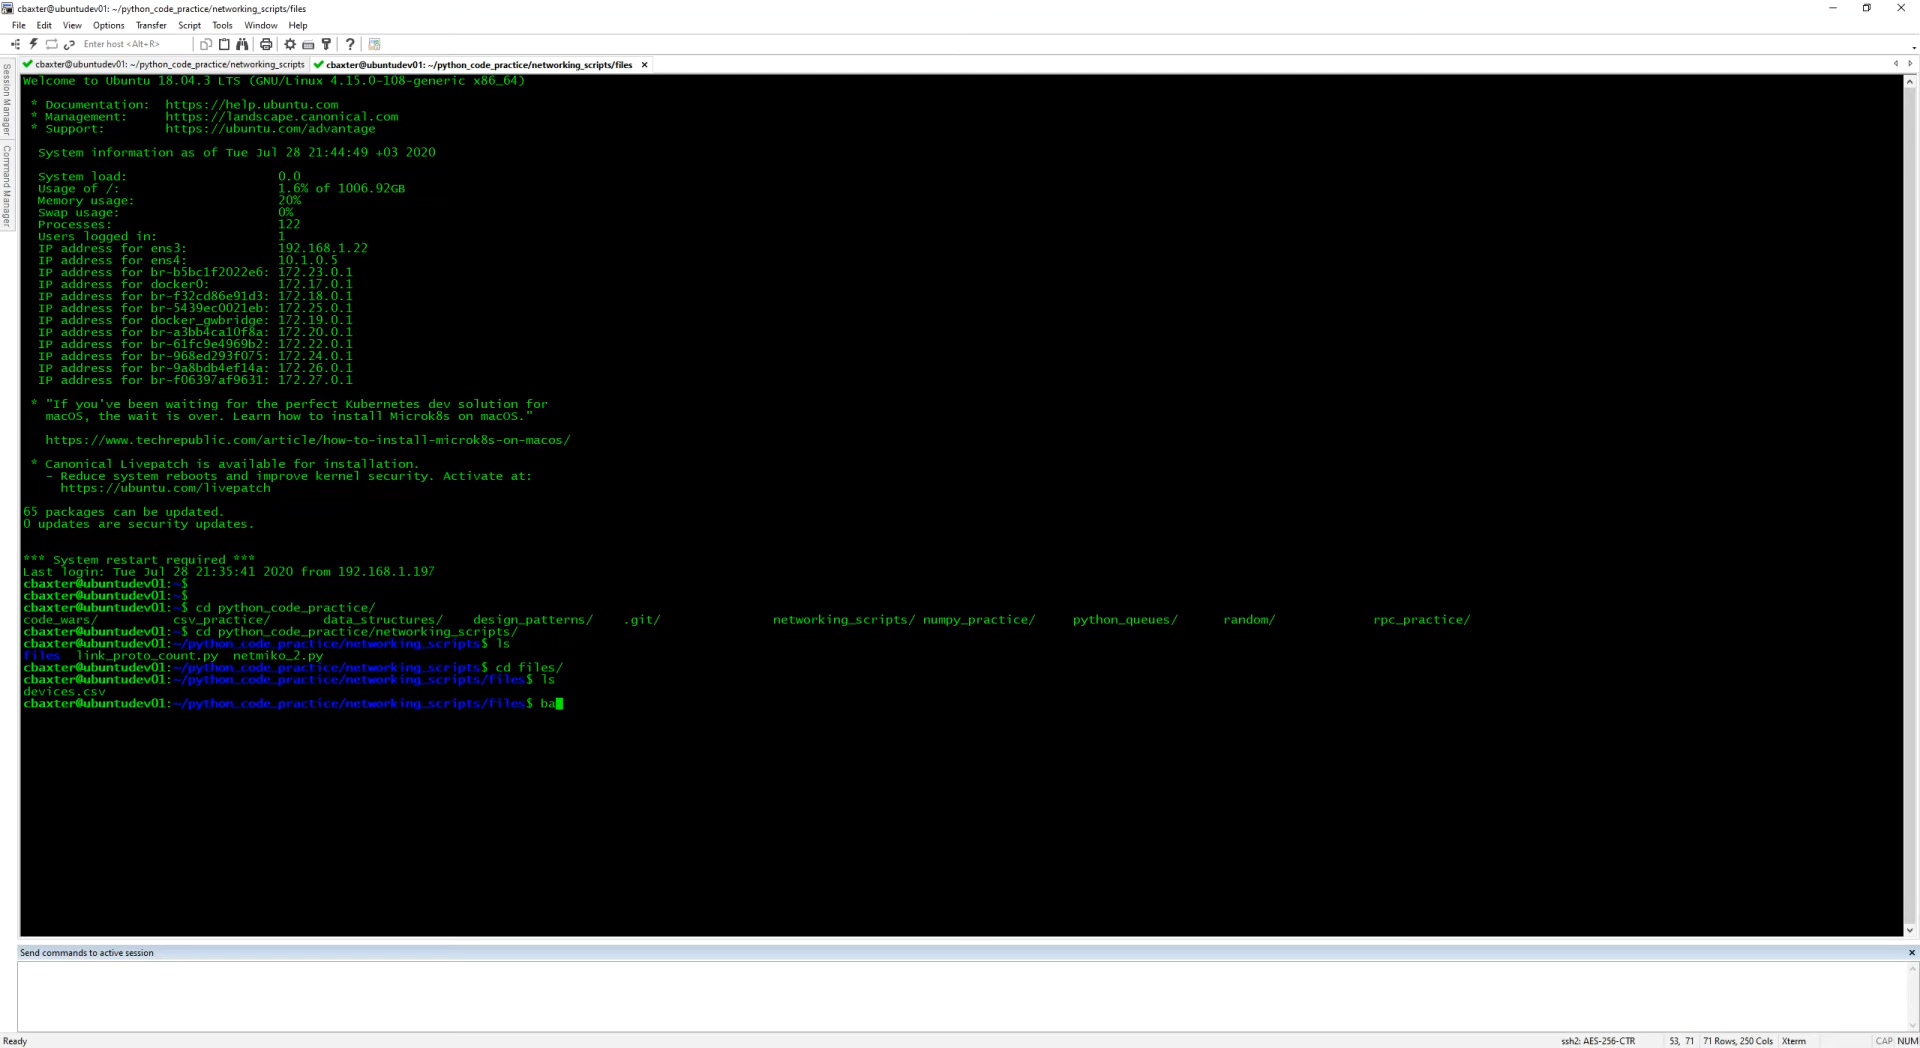 cbaxter@ubuntudev01: ~/python_code_practice/networking_scripts/files
File Edit View Options Transfer Script Tools Window Help
Enter host <Alt+R>
Session Manager
Command Manager
cbaxter@ubuntudev01: ~/python_code_practice/networking_scripts cbaxter@ubuntudev01: ~/python_code_practice/networking_scripts/files
Welcome to Ubuntu 18.04.3 LTS (GNU/Linux 4.15.0-108-generic x86_64)
* Documentation: https://help.ubuntu.com
* Management: https://landscape.canonical.com
* Support: https://ubuntu.com/advantage
System information as of Tue Jul 28 21:44:49 +03 2020
System load: 0.0
Usage of /: 1.6% of 1006.92GB
Memory usage: 20%
Swap usage: 0%
Processes: 122
Users logged in: 1
IP address for ens3: 192.168.1.22
IP address for ens4: 10.1.0.5
IP address for br-b5bc1f2022e6: 172.23.0.1
IP address for docker0: 172.17.0.1
IP address for br-f32cd86e91d3: 172.18.0.1
IP address for br-5439ec0021eb: 172.25.0.1
IP address for docker_gwbridge: 172.19.0.1
IP address for br-a3bb4ca10f8a: 172.20.0.1
IP address for br-61fc9e4969b2: 172.22.0.1
IP address for br-968ed293f075: 172.24.0.1
IP address for br-9a8bdb4ef14a: 172.26.0.1
IP address for br-f06397af9631: 172.27.0.1
* "If you've been waiting for the perfect Kubernetes dev solution for
macOS, the wait is over. Learn how to install Microk8s on macOS."
https://www.techrepublic.com/article/how-to-install-microk8s-on-macos/
* Canonical Livepatch is available for installation.
- Reduce system reboots and improve kernel security. Activate at:
https://ubuntu.com/livepatch
65 packages can be updated.
0 updates are security updates.
*** System restart required ***
Last login: Tue Jul 28 21:35:41 2020 from 192.168.1.197
cbaxter@ubuntudev01:~$
cbaxter@ubuntudev01:~$
cbaxter@ubuntudev01:~$ cd python_code_practice/
code_wars/ csv_practice/ data_structures/ design_patterns/ .git/ networking_scripts/ numpy_practice/ python_queues/ random/ rpc_practice/
cbaxter@ubuntudev01:~$ cd python_code_practice/networking_scripts/
cbaxter@ubuntudev01:~/python_code_practice/networking_scripts$ ls
files link_proto_count.py netmiko_2.py
cbaxter@ubuntudev01:~/python_code_practice/networking_scripts$ cd files/
cbaxter@ubuntudev01:~/python_code_practice/networking_scripts/files$ ls
devices.csv
cbaxter@ubuntudev01:~/python_code_practice/networking_scripts/files$ ba
Send commands to active session
Ready ssh2: AES-256-CTR 53, 71 71 Rows, 250 Cols Xterm CAP NUM